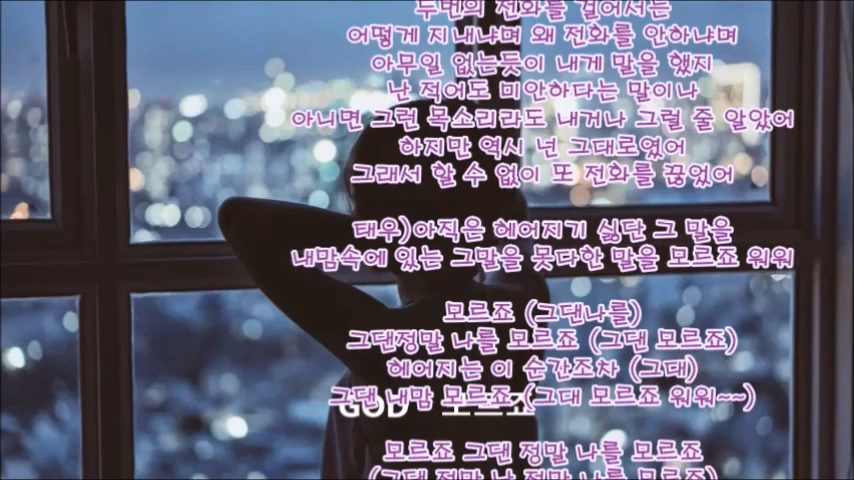 두번의 전화를 걸어서는
어떻게 지내냐며 왜 전화를 안하냐며
아무일 없는듯이 내게 말을 했지
난 적어도 미안하다는 말이나
아니면 그런 목소리라도 내거나 그럴 줄 알았어
하지만 역시 넌 그대로였어
그래서 할 수 없이 또 전화를 끊었어
태우)아직은 헤어지기 싫단 그 말을
내맘속에 있는 그말을 못다한 말을 모르죠 워워
모르죠 (그댄나를)
그댄정말 나를 모르죠 (그댄 모르죠)
헤어지는 이 순간조차 (그대)
그댄 내맘 모르죠 (그대 모르죠 워워~~)
GOD 모르죠
모르죠 그댄 정말 나를 모르죠
(그댄 정말 난 정말 나를 모르죠)